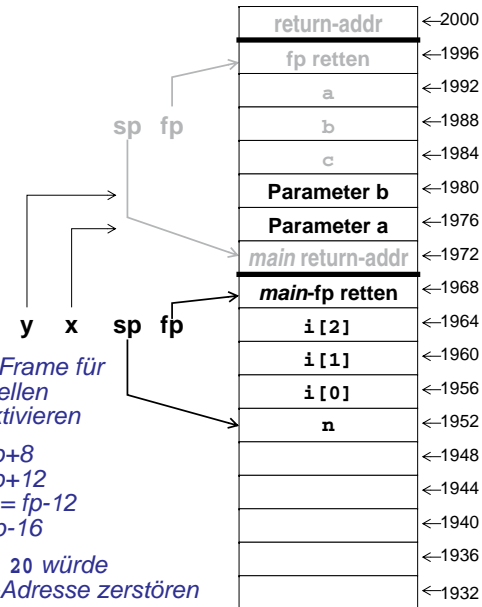 return-addr ←2000
fp retten ←1996
a ←1992
sp fp b ←1988
c ←1984
Parameter b ←1980
Parameter a ←1976
main return-addr ←1972
main-fp retten ←1968
y x sp fp i[2] ←1964
i[1] ←1960
i[0] ←1956
n ←1952
←1948
←1944
←1940
←1936
←1932
Frame für
+8
+12
= fp-12
-16
20 würde
Adresse zerstören